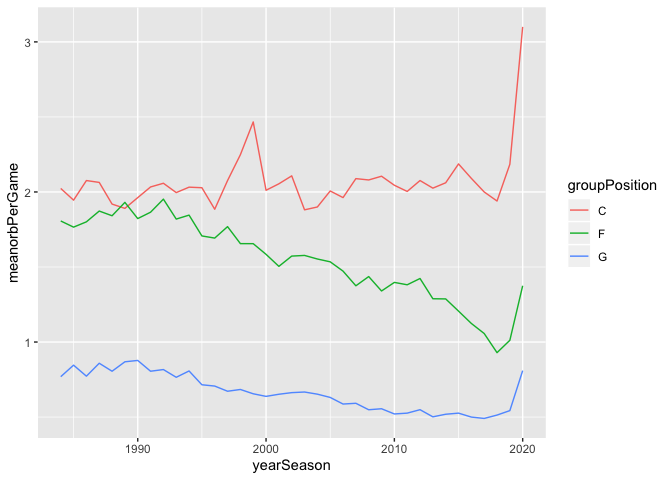 3
2
1
meanorbPerGame
1990
2000
2010
2020
yearSeason
groupPosition
C
F
G